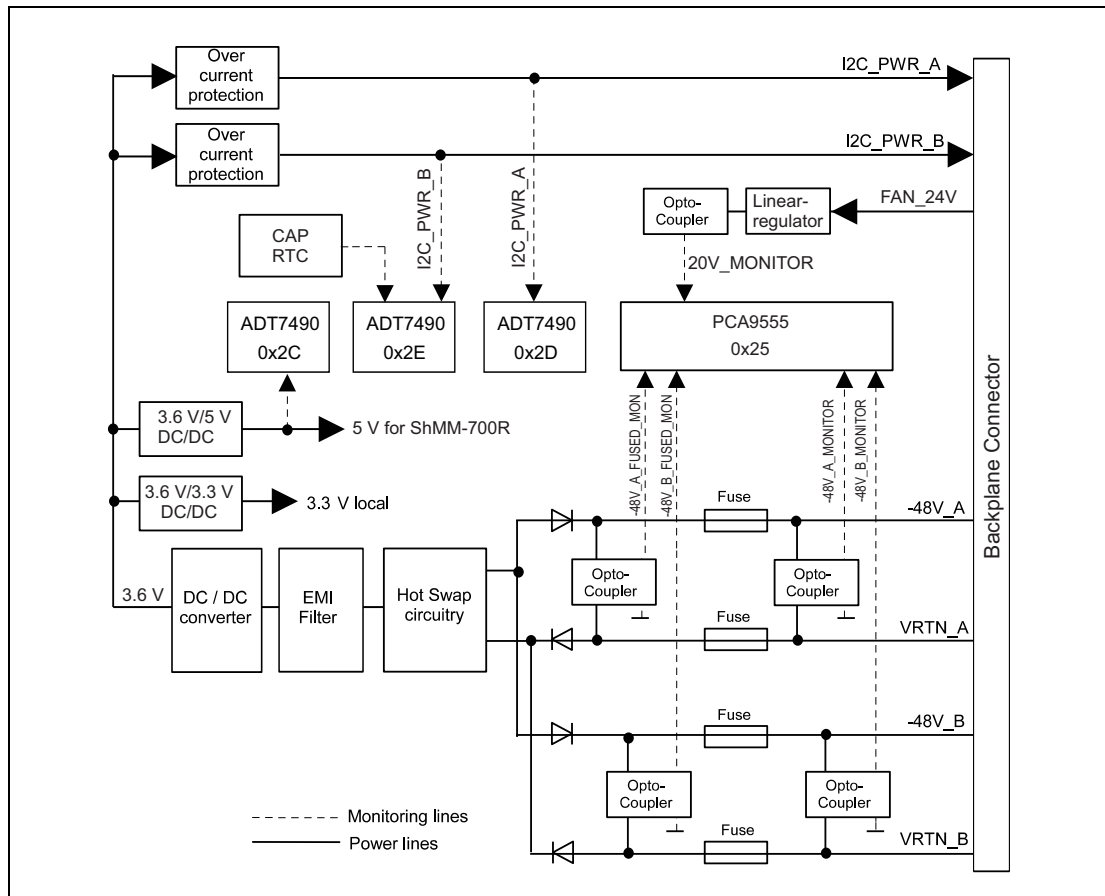 Over
current
protection
I2C_PWR_A
Over
current
protection
I2C_PWR_B
I2C_PWR_B
I2C_PWR_A
Opto-
Coupler
Linear-
regulator
FAN_24V
CAP
RTC
20V_MONITOR
ADT7490
0x2C
ADT7490
0x2E
ADT7490
0x2D
PCA9555
0x25
3.6 V/5 V
DC/DC
5 V for ShMM-700R
-48V_A_FUSED_MON
-48V_B_FUSED_MON
-48V_A_MONITOR
-48V_B_MONITOR
Backplane Connector
3.6 V/3.3 V
DC/DC
3.3 V local
Fuse
-48V_A
3.6 V
DC / DC
converter
EMI
Filter
Hot Swap
circuitry
Opto-
Coupler
Opto-
Coupler
Fuse
VRTN_A
Fuse
-48V_B
Opto-
Coupler
Opto-
Coupler
Monitoring lines
Power lines
Fuse
VRTN_B